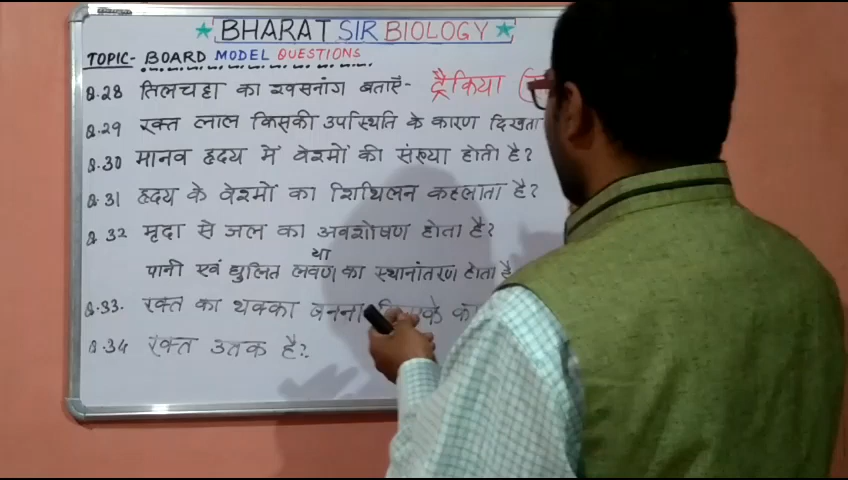 ★ BHARAT SIR BIOLOGY ★
TOPIC- BOARD MODEL QUESTIONS
Q.28 तिलचट्टा का श्वसनांग बताएँ- ट्रैकिया
Q.29 रक्त लाल किसकी उपस्थिति के कारण दिखता
Q.30 मानव हृदय में वेश्मों की संख्या होती है?
Q.31 हृदय के वेश्मों का शिथिलन कहलाता है?
Q.32 मृदा से जल का अवशोषण होता है?
या
पानी एवं घुलित लवण का स्थानांतरण होता है
Q.33. रक्त का थक्का बनना
Q.34 रक्त उतक है?